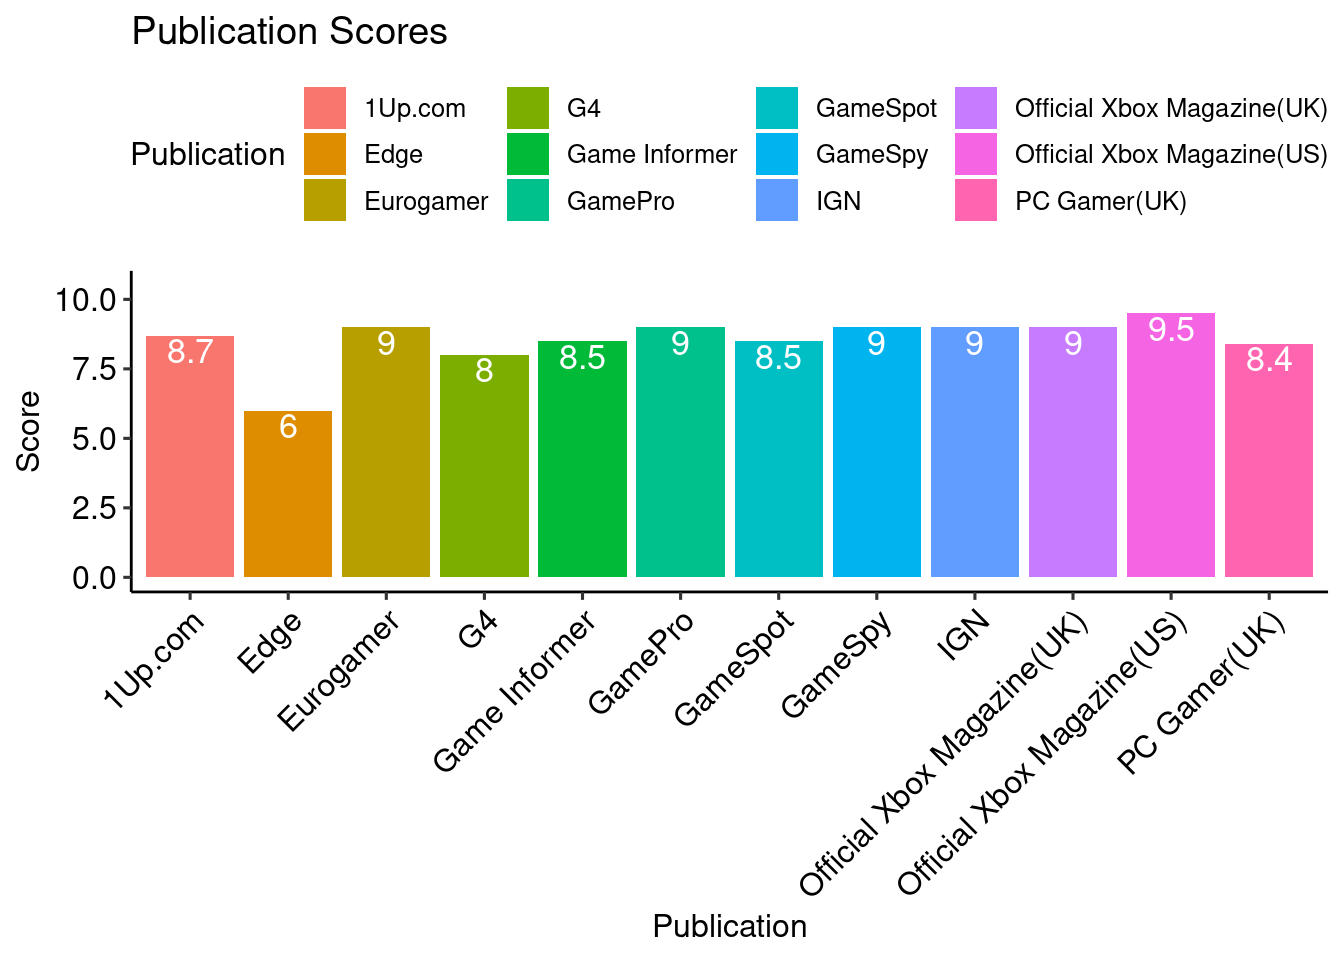 Publication Scores
Publication
1Up.com
Edge
Eurogamer
G4
Game Informer
GamePro
GameSpot
GameSpy
IGN
Official Xbox Magazine(UK)
Official Xbox Magazine(US)
PC Gamer(UK)
Score
10.0
7.5
5.0
2.5
0.0
8.7
6
9
8
8.5
9
8.5
9
9
9
9.5
8.4
1Up.com
Edge
Eurogamer
G4
Game Informer
GamePro
GameSpot
GameSpy
IGN
Official Xbox Magazine(UK)
Official Xbox Magazine(US)
PC Gamer(UK)
Publication